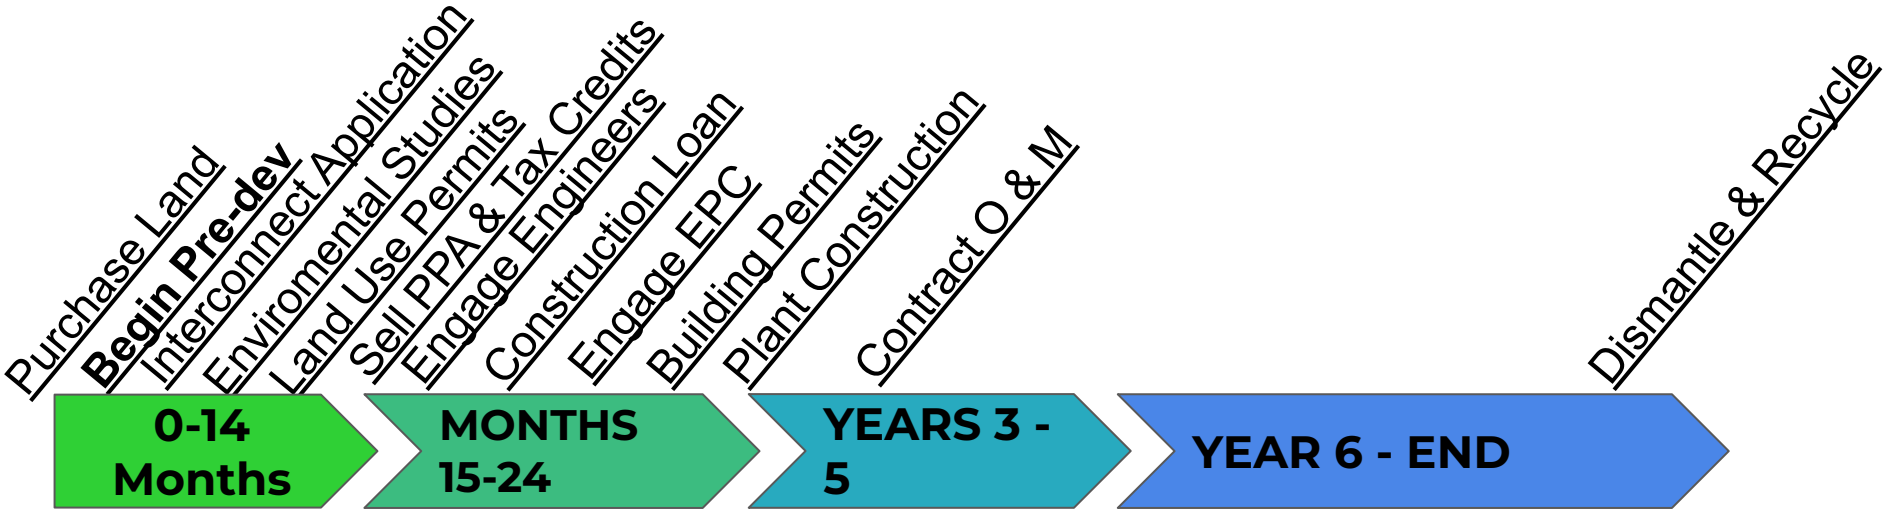 Purchase Land
Begin Pre-dev
Interconnect Application
Enviromental Studies
Land Use Permits
Sell PPA & Tax Credits
Engage Engineers
Construction Loan
Engage EPC
Building Permits
Plant Construction
Contract O & M
Dismantle & Recycle
0-14
Months
MONTHS
15-24
YEARS 3 -
5
YEAR 6 - END